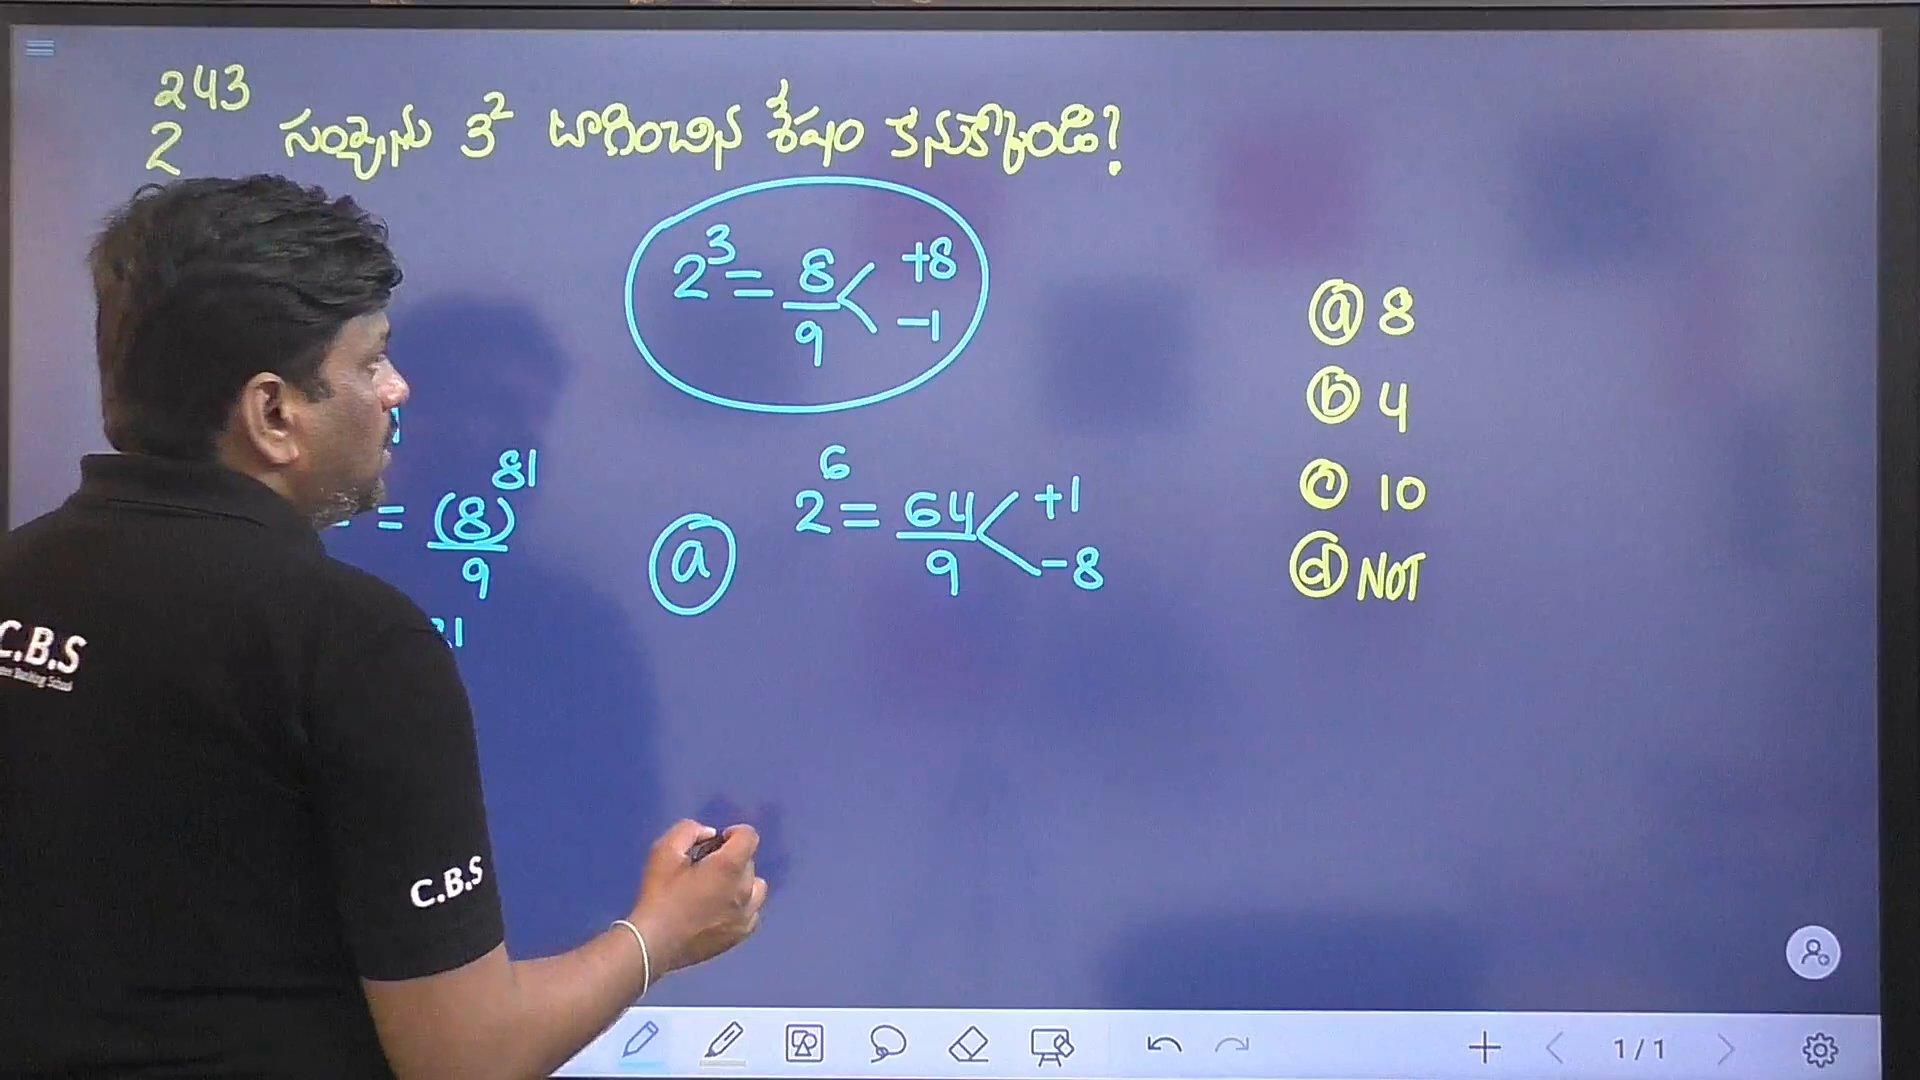 2^243 సంఖ్యను 3^2 భాగించిన శేషం కనుక్కోండి?
2^3 = 8/9 < +8 -1
= (8)^81/9
2^6 = 64/9 < +1 -8
ⓐ
ⓐ 8
ⓑ 4
ⓒ 10
ⓓ NOT
C.B.S
C.B.S
1/1